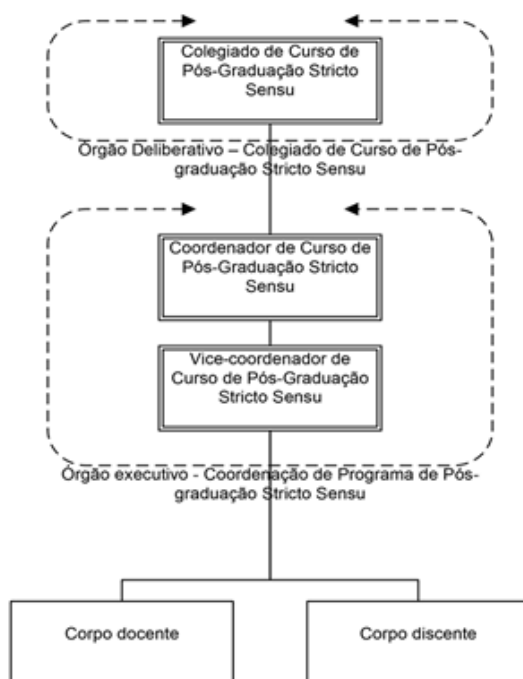 Colegiado de Curso de
Pós-Graduação Stricto
Sensu
Órgão Deliberativo – Colegiado de Curso de Pós-
graduação Stricto Sensu
Coordenador de Curso de
Pós-Graduação Stricto
Sensu
Vice-coordenador de
Curso de Pós-Graduação
Stricto Sensu
Órgão executivo - Coordenação de Programa de Pós-
graduação Stricto Sensu
Corpo docente
Corpo discente